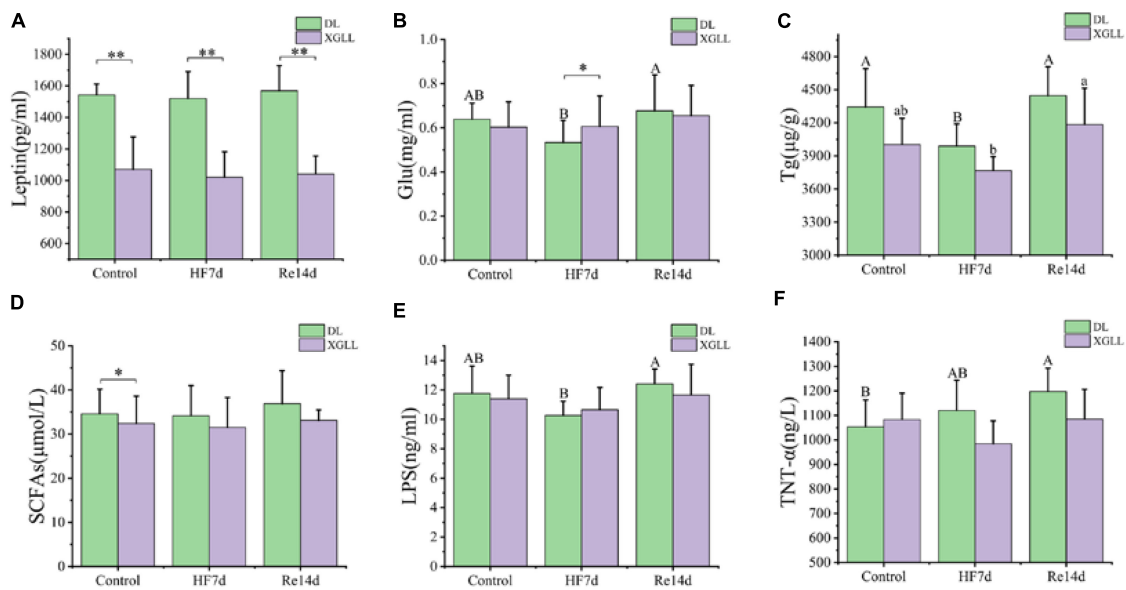 A
DL
XGLL
Leptin(pg/ml)
1800
1600
1400
1200
1000
800
600
**
**
**
Control
HF7d
Re14d
B
DL
XGLL
Glu(mg/ml)
1.0
0.8
0.6
0.4
0.2
0.0
AB
*
B
A
Control
HF7d
Re14d
C
DL
XGLL
Tg(μg/g)
4800
4500
4200
3900
3600
3300
3000
A
ab
B
b
A
a
Control
HF7d
Re14d
D
DL
XGLL
SCFAs(μmol/L)
50
40
30
20
10
0
*
Control
HF7d
Re14d
E
DL
XGLL
LPS(ng/ml)
14
12
10
8
6
4
2
0
AB
B
A
Control
HF7d
Re14d
F
DL
XGLL
TNT-α(ng/L)
1400
1300
1200
1100
1000
900
800
700
600
500
B
AB
A
Control
HF7d
Re14d